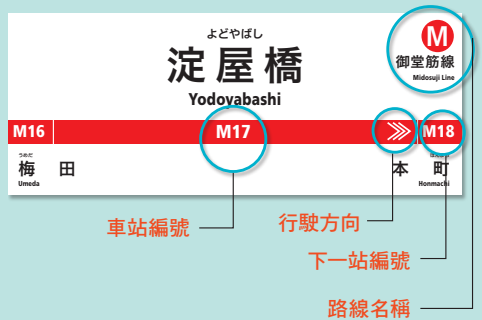 よどやばし
淀屋橋
Yodoyabashi
M
御堂筋線
Midosuji Line
M16
M17
M18
うめだ
梅田
Umeda
ほんまち
本町
Honmachi
車站編號
行駛方向
下一站編號
路線名稱